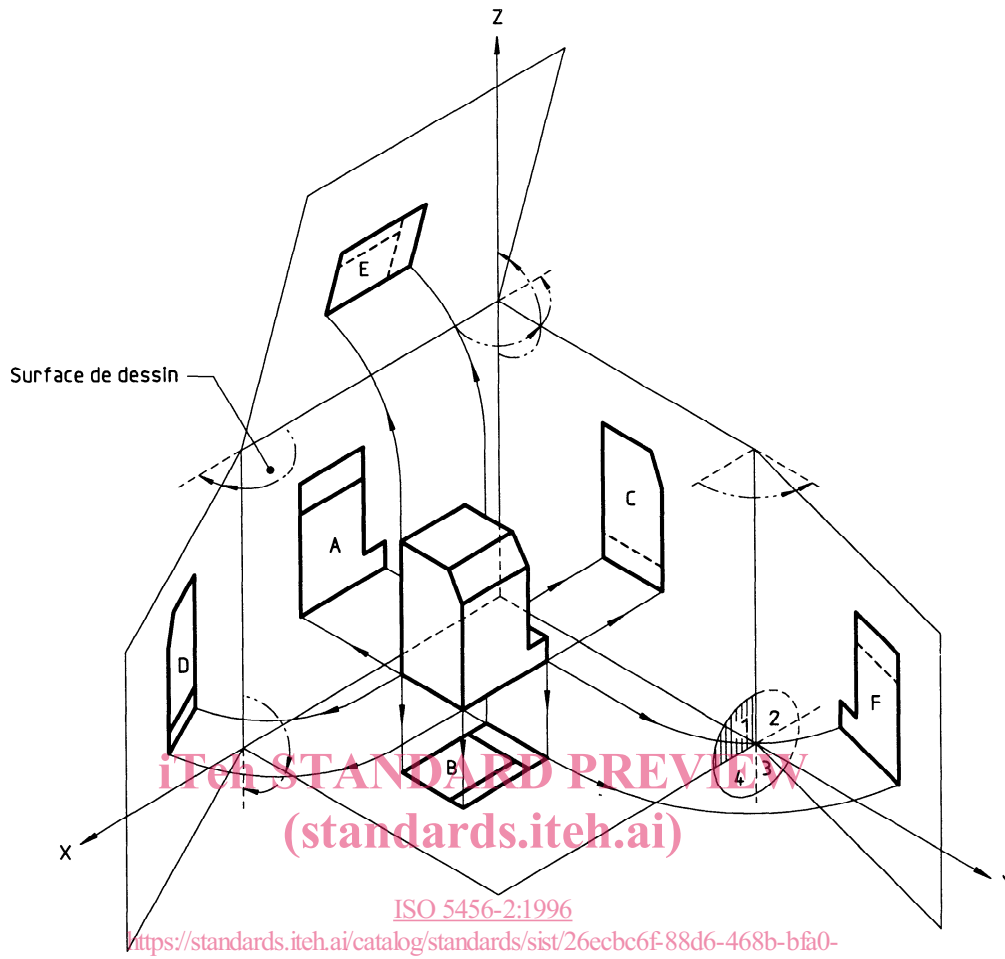 Z
E
Surface de dessin
C
A
D
F
1 2
B
4 3
iTeh STANDARD PREVIEW
(standards.iteh.ai)
X
ISO 5456-2:1996
https://standards.iteh.ai/catalog/standards/sist/26ecbc6f-88d6-468b-bfa0-